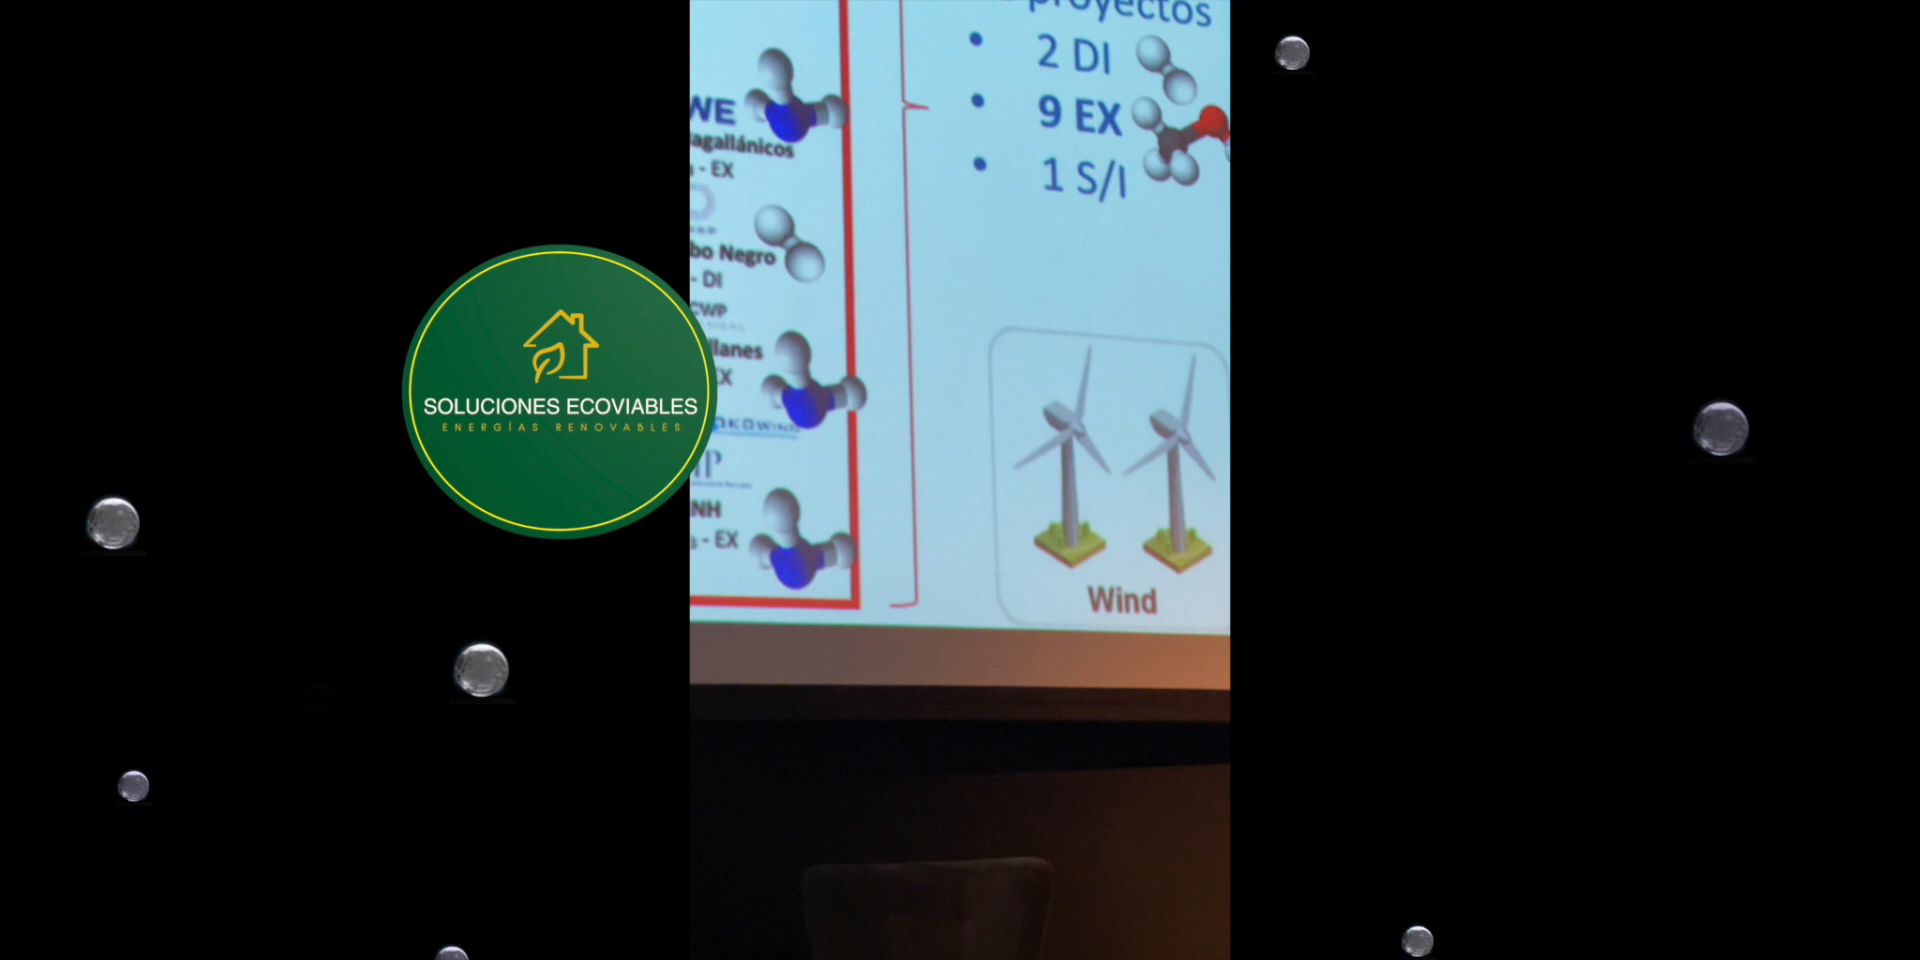 proyectos
• 2 DI
• 9 EX
• 1 S/I
WE
agallánicos
- EX
bo Negro
- DI
CWP
llanes
EX
NH
- EX
Wind
SOLUCIONES ECOVIABLES
ENERGÍAS RENOVABLES